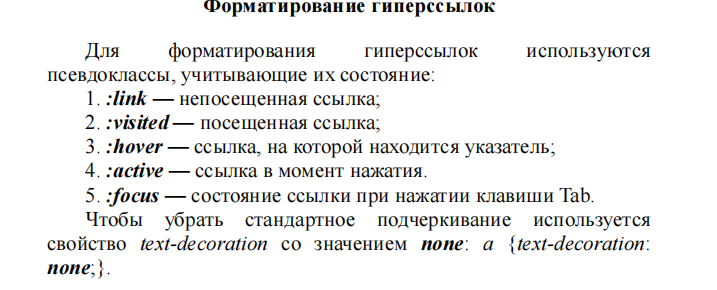 Форматирование гиперссылок
Для форматирования гиперссылок используются
псевдоклассы, учитывающие их состояние:
1. :link — непосещенная ссылка;
2. :visited — посещенная ссылка;
3. :hover — ссылка, на которой находится указатель;
4. :active — ссылка в момент нажатия.
5. :focus — состояние ссылки при нажатии клавиши Tab.
Чтобы убрать стандартное подчеркивание используется
свойство text-decoration со значением none: a {text-decoration:
none;}.